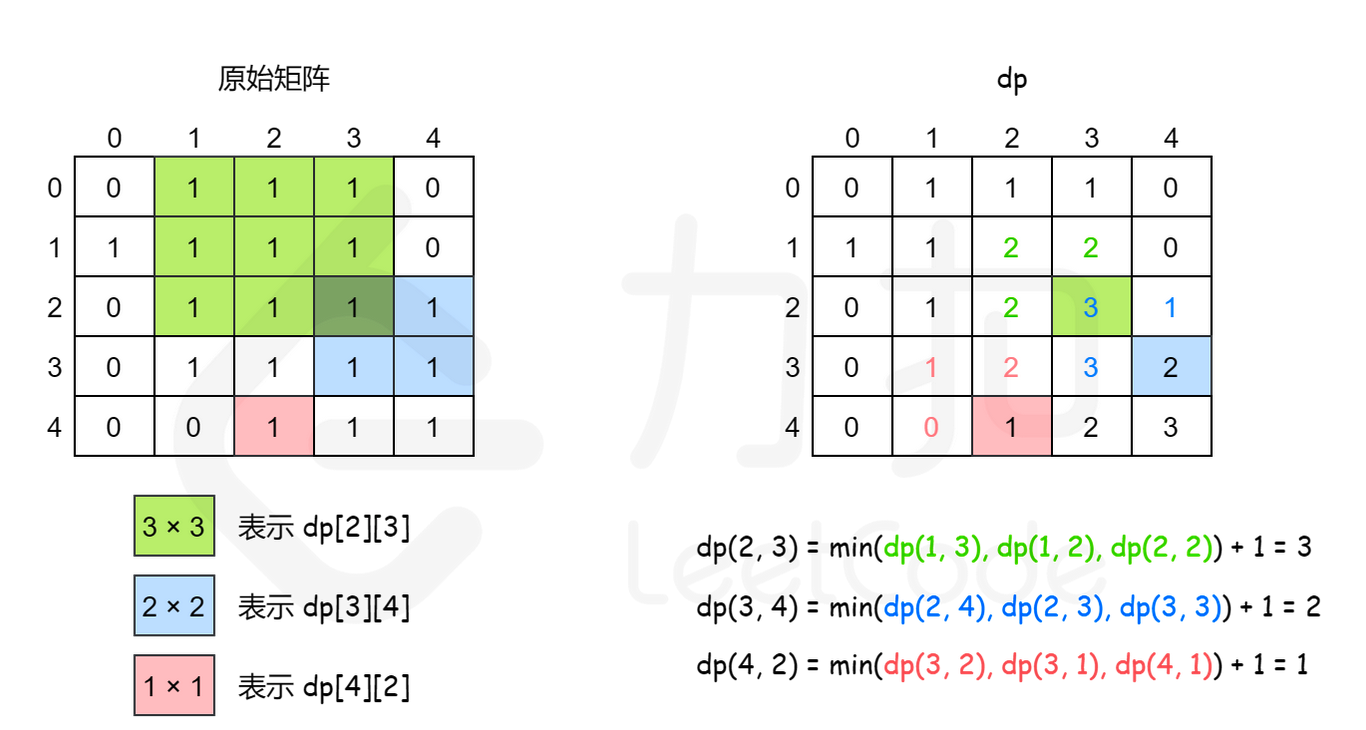 原始矩阵
0 1 2 3 4
0 0 1 1 1 0
1 1 1 1 1 0
2 0 1 1 1 1
3 0 1 1 1 1
4 0 0 1 1 1
3 × 3 表示 dp[2][3]
2 × 2 表示 dp[3][4]
1 × 1 表示 dp[4][2]
dp
0 1 2 3 4
0 0 1 1 1 0
1 1 1 2 2 0
2 0 1 2 3 1
3 0 1 2 3 2
4 0 0 1 2 3
dp(2, 3) = min(dp(1, 3), dp(1, 2), dp(2, 2)) + 1 = 3
dp(3, 4) = min(dp(2, 4), dp(2, 3), dp(3, 3)) + 1 = 2
dp(4, 2) = min(dp(3, 2), dp(3, 1), dp(4, 1)) + 1 = 1
力扣
LeetCode